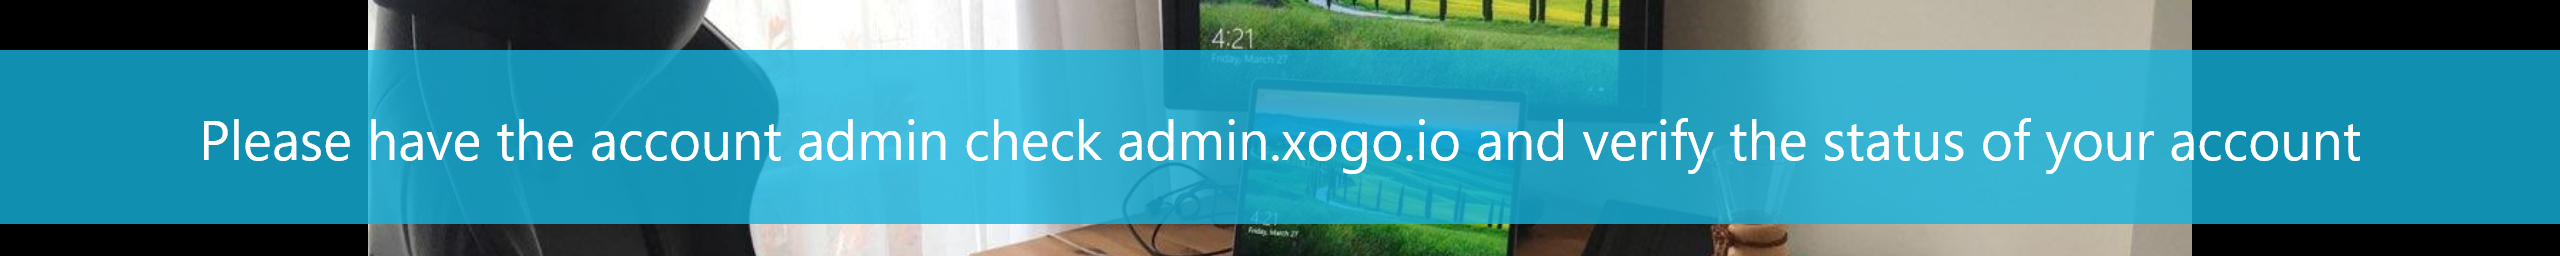 4:21
Friday, March 27
Please have the account admin check admin.xogo.io and verify the status of your account
4:21
Friday, March 27